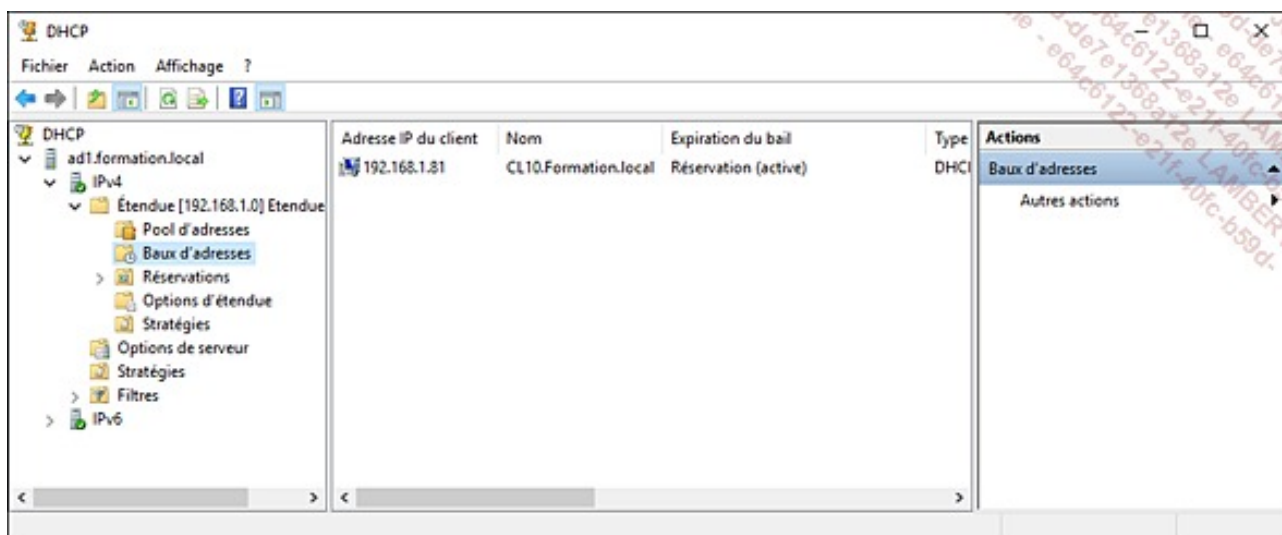 DHCP
Fichier Action Affichage ?
DHCP
ad1.formation.local
IPv4
Étendue [192.168.1.0] Etendue
Pool d'adresses
Baux d'adresses
Réservations
Options d'étendue
Stratégies
Options de serveur
Stratégies
Filtres
IPv6
Adresse IP du client Nom Expiration du bail Type
192.168.1.81 CL10.Formation.local Réservation (active) DHC
Actions
Baux d'adresses
Autres actions